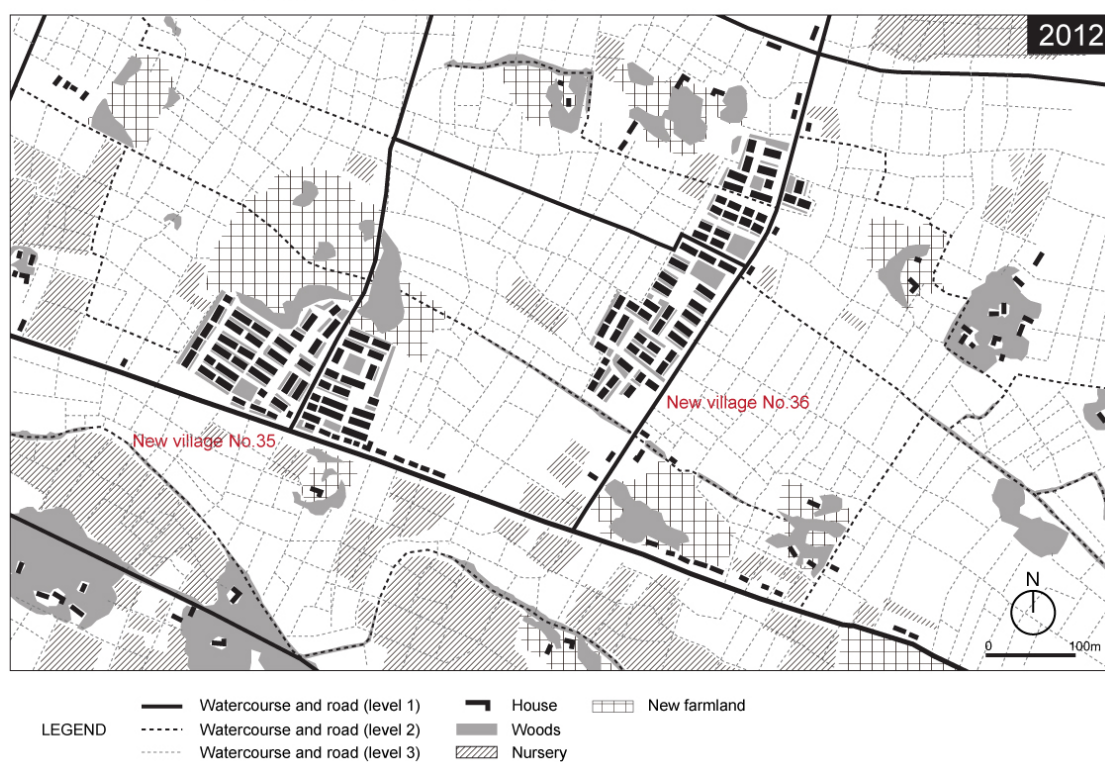 2012
New village No.36
New village No.35
N
0 100m
LEGEND
Watercourse and road (level 1)
Watercourse and road (level 2)
Watercourse and road (level 3)
House
Woods
Nursery
New farmland